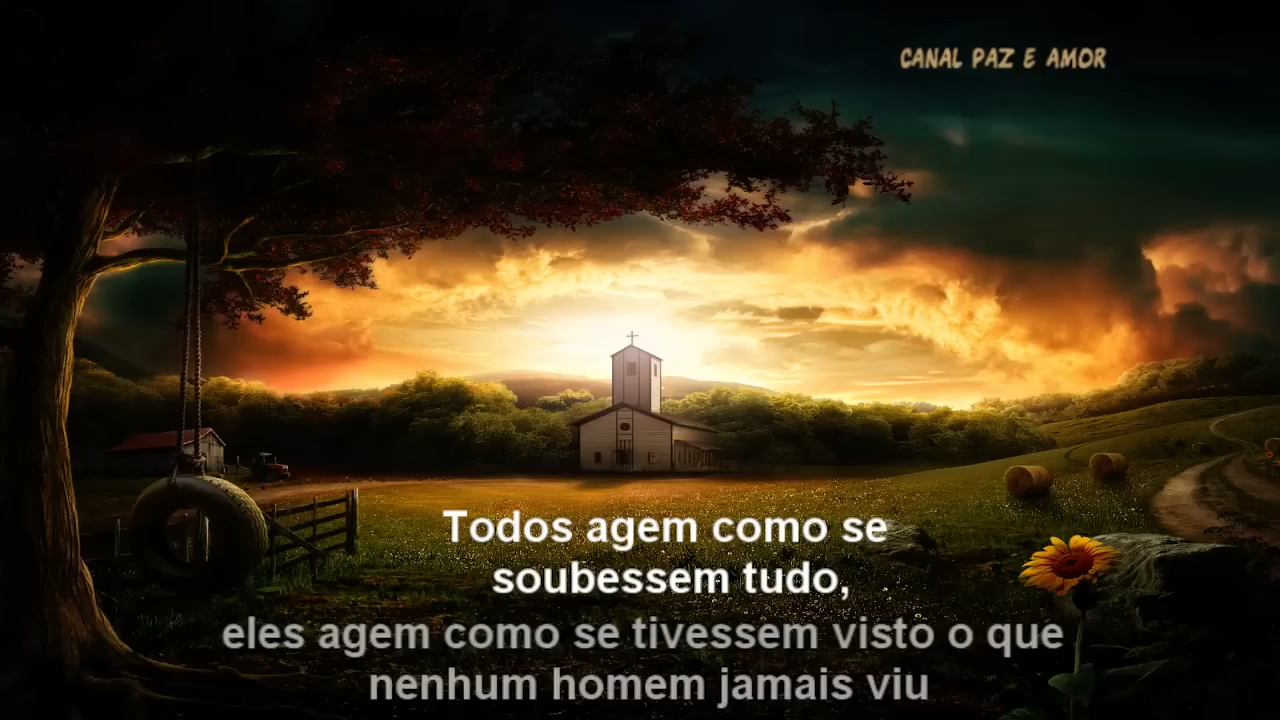 CANAL PAZ E AMOR
Todos agem como se
soubessem tudo,
eles agem como se tivessem visto o que
nenhum homem jamais viu